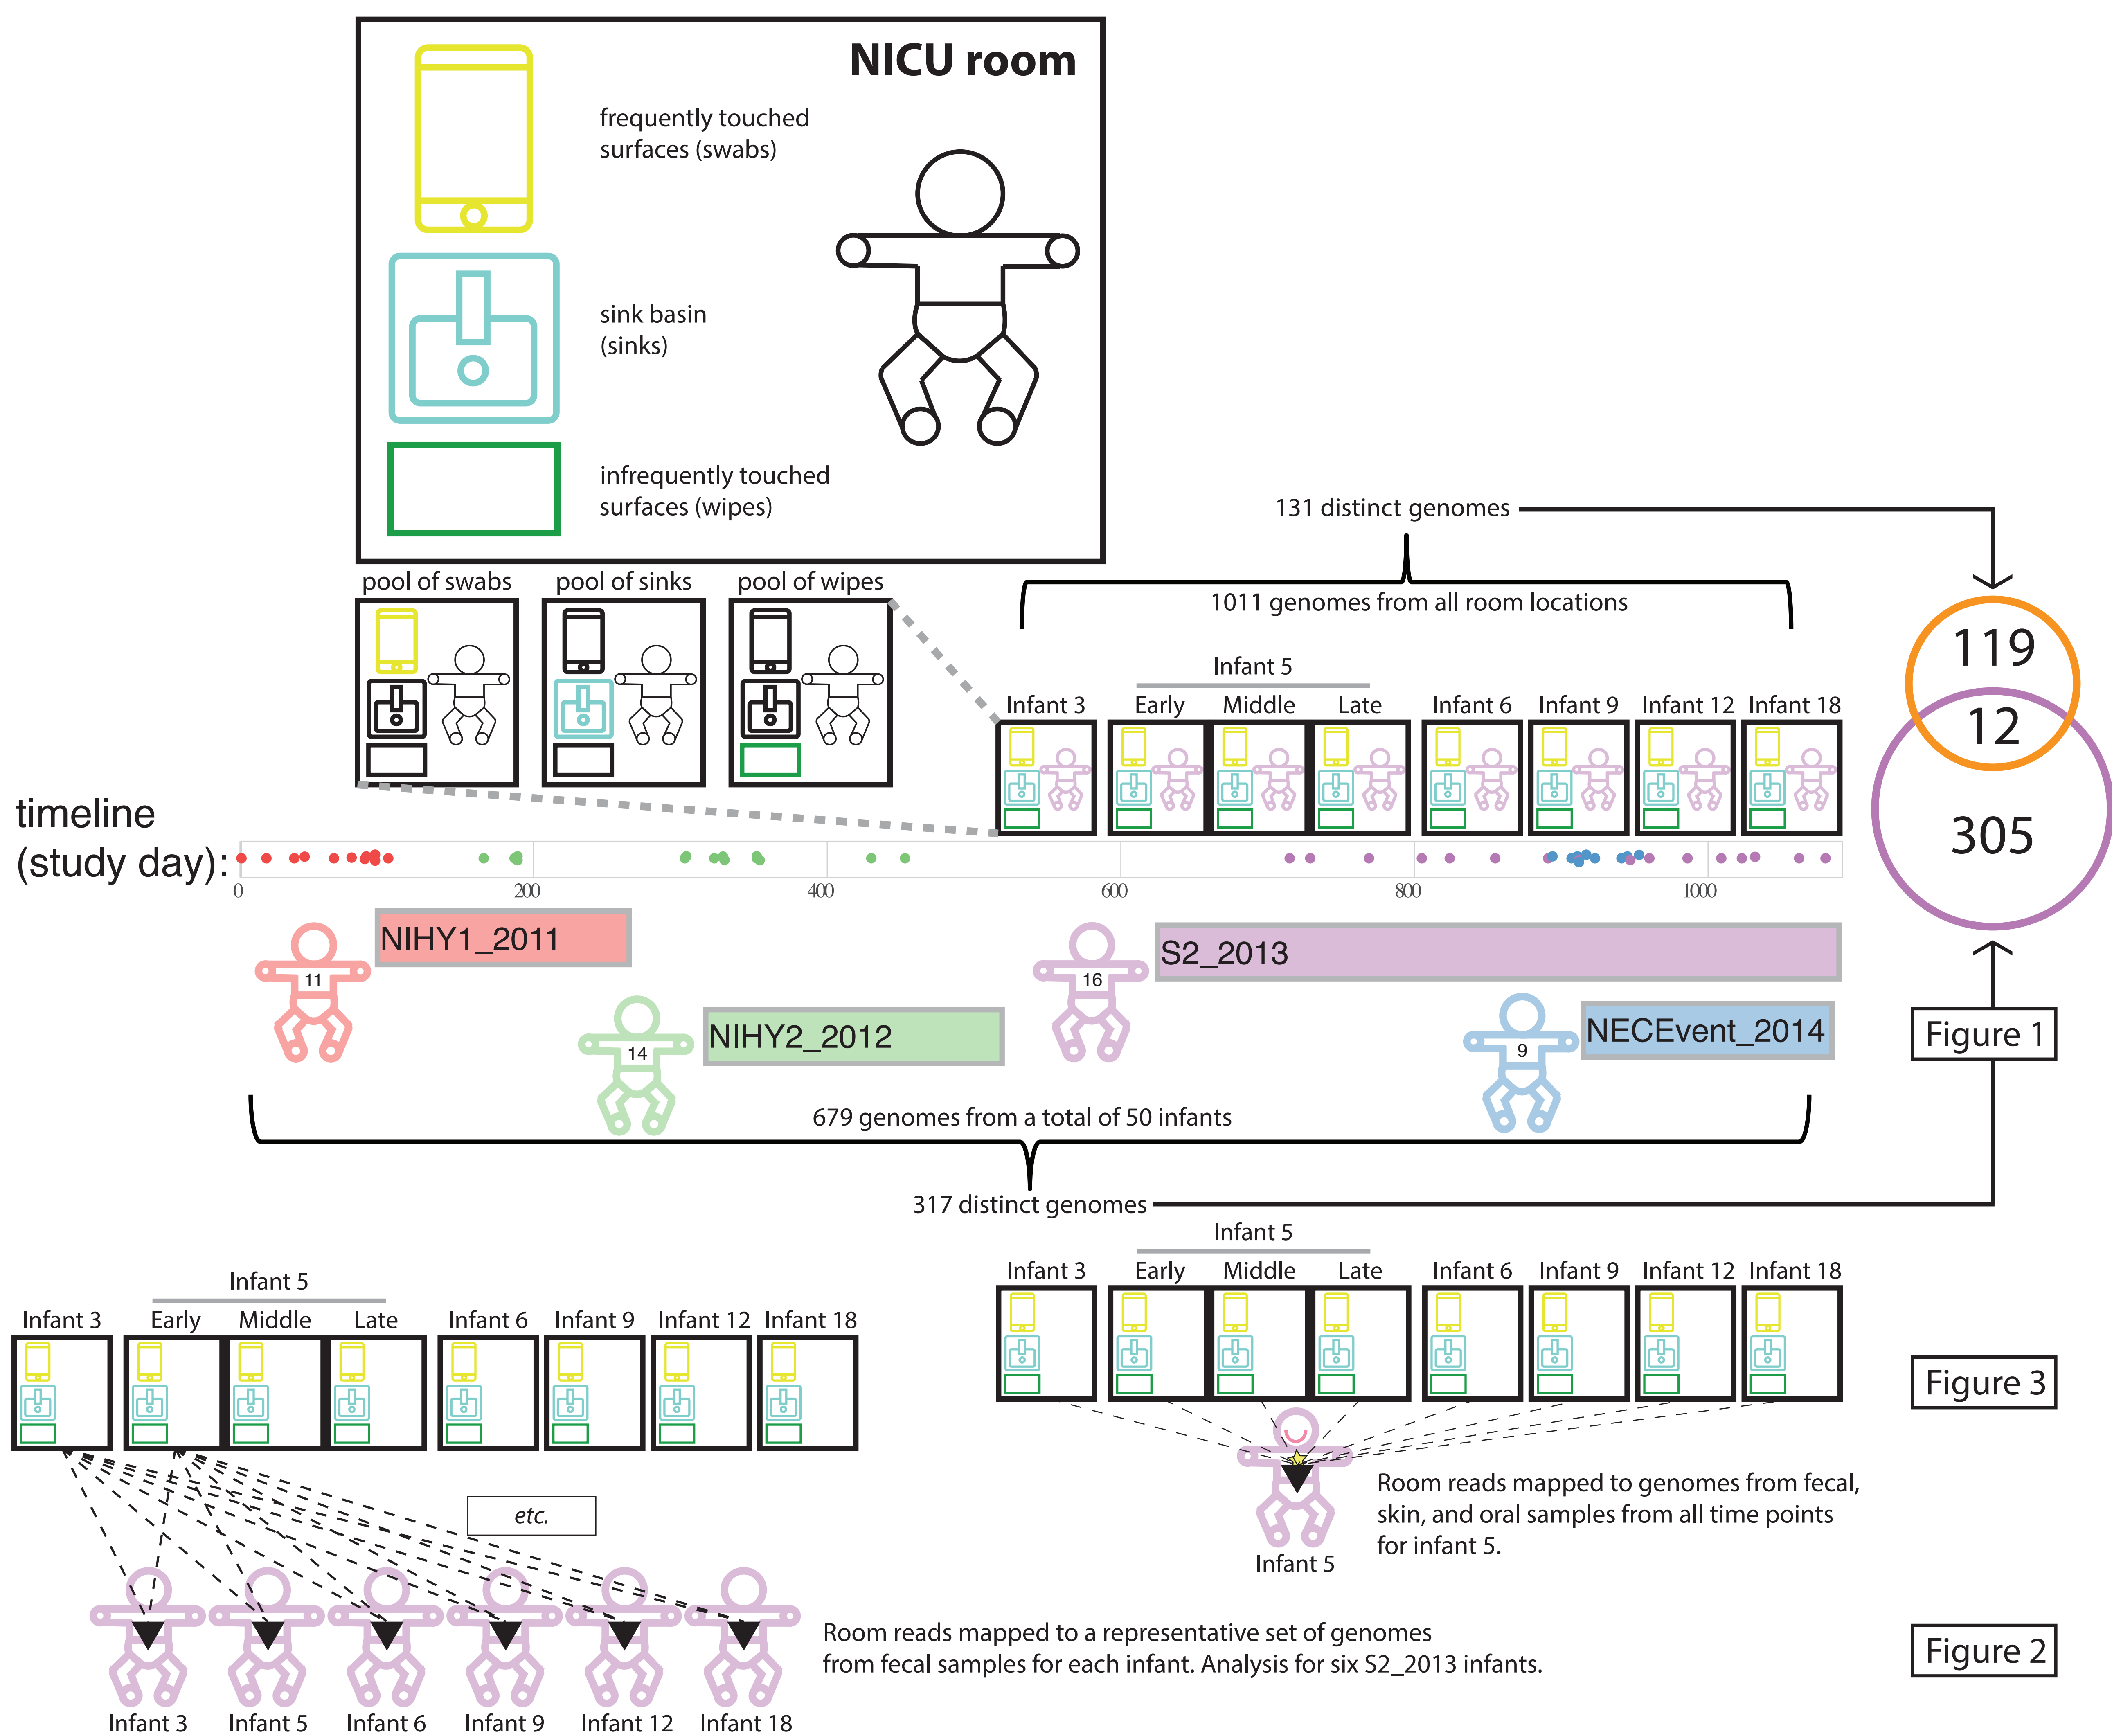 NICU room
frequently touched
surfaces (swabs)
sink basin
(sinks)
infrequently touched
surfaces (wipes)
pool of swabs
pool of sinks
pool of wipes
131 distinct genomes
1011 genomes from all room locations
Infant 5
Infant 3
Early
Middle
Late
Infant 6
Infant 9
Infant 12
Infant 18
119
12
305
timeline
(study day):
0
200
400
600
800
1000
NIHY1_2011
11
S2_2013
16
NIHY2_2012
14
NECEvent_2014
9
Figure 1
679 genomes from a total of 50 infants
317 distinct genomes
Infant 5
Infant 3
Early
Middle
Late
Infant 6
Infant 9
Infant 12
Infant 18
Infant 5
Infant 3
Early
Middle
Late
Infant 6
Infant 9
Infant 12
Infant 18
Figure 3
Room reads mapped to genomes from fecal,
skin, and oral samples from all time points
for infant 5.
Infant 5
etc.
Room reads mapped to a representative set of genomes
from fecal samples for each infant. Analysis for six S2_2013 infants.
Figure 2
Infant 3
Infant 5
Infant 6
Infant 9
Infant 12
Infant 18